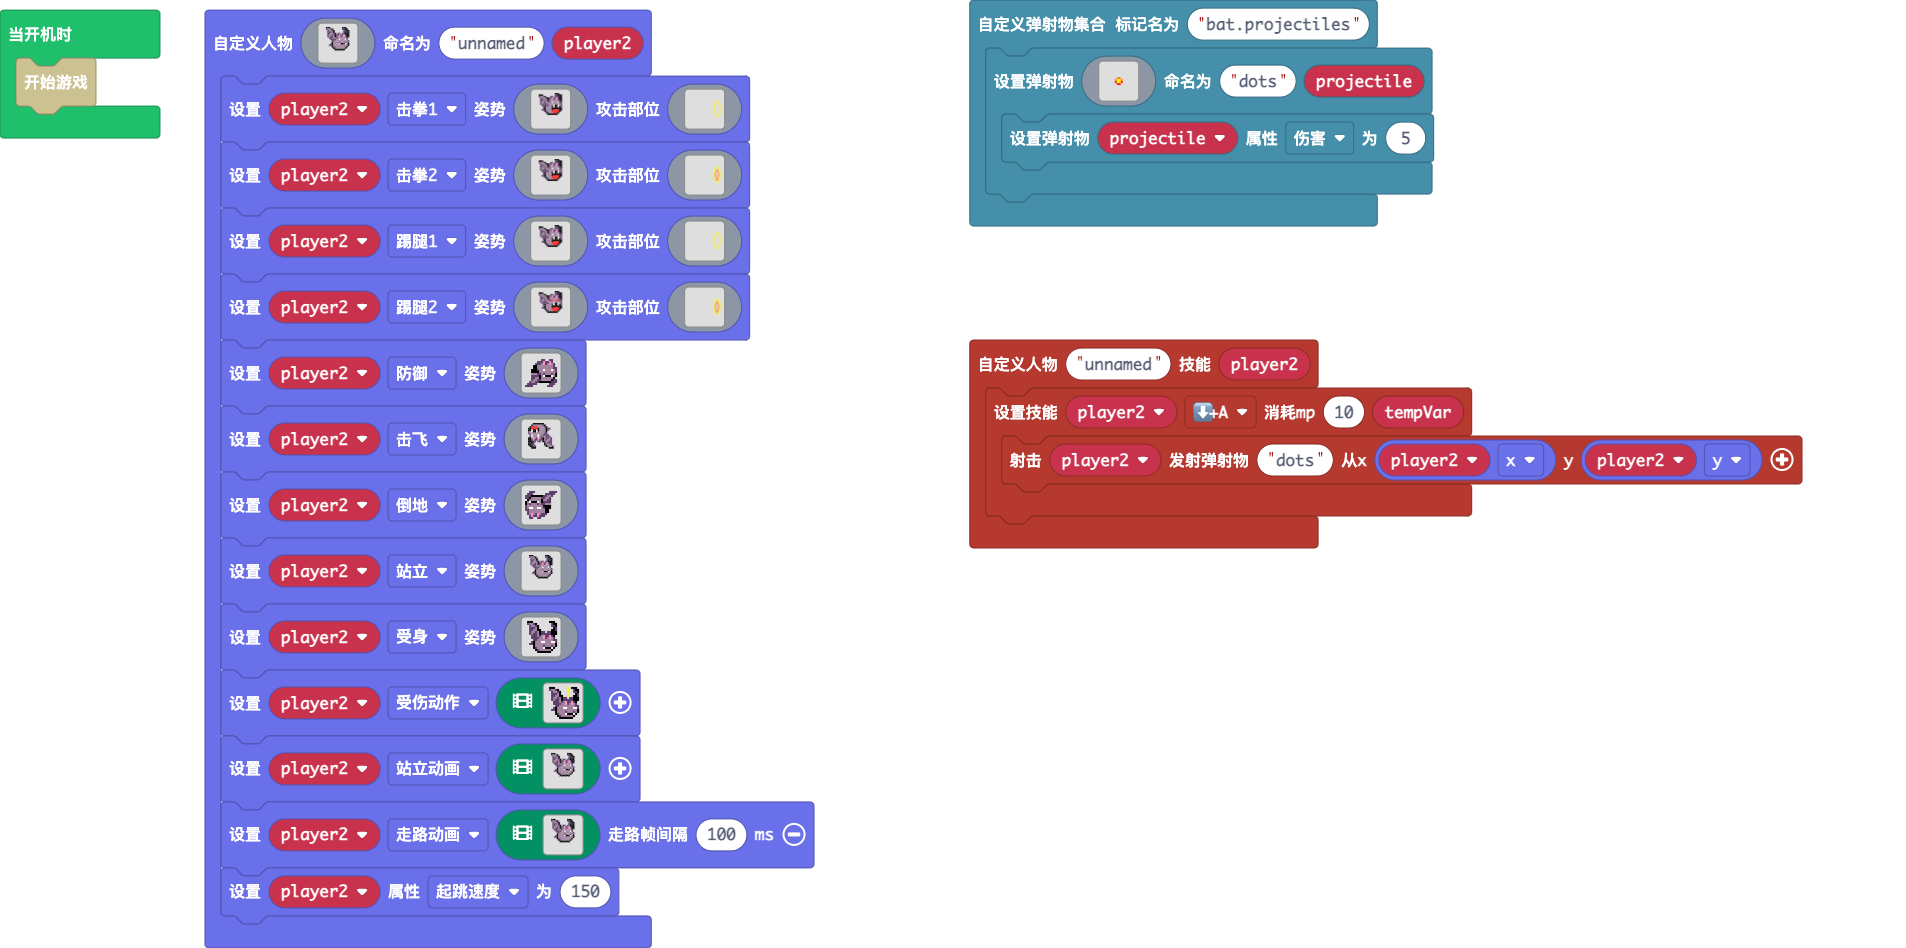 当开机时
开始游戏
自定义人物 命名为 "unnamed" player2
设置 player2 击拳1 姿势 攻击部位
设置 player2 击拳2 姿势 攻击部位
设置 player2 踢腿1 姿势 攻击部位
设置 player2 踢腿2 姿势 攻击部位
设置 player2 防御 姿势
设置 player2 击飞 姿势
设置 player2 倒地 姿势
设置 player2 站立 姿势
设置 player2 受身 姿势
设置 player2 受伤动作
设置 player2 站立动画
设置 player2 走路动画 走路帧间隔 100 ms
设置 player2 属性 起跳速度 为 150
自定义弹射物集合 标记名为 "bat.projectiles"
设置弹射物 命名为 "dots" projectile
设置弹射物 projectile 属性 伤害 为 5
自定义人物 "unnamed" 技能 player2
设置技能 player2 ⬇+A 消耗mp 10 tempVar
射击 player2 发射弹射物 "dots" 从x player2 x y player2 y